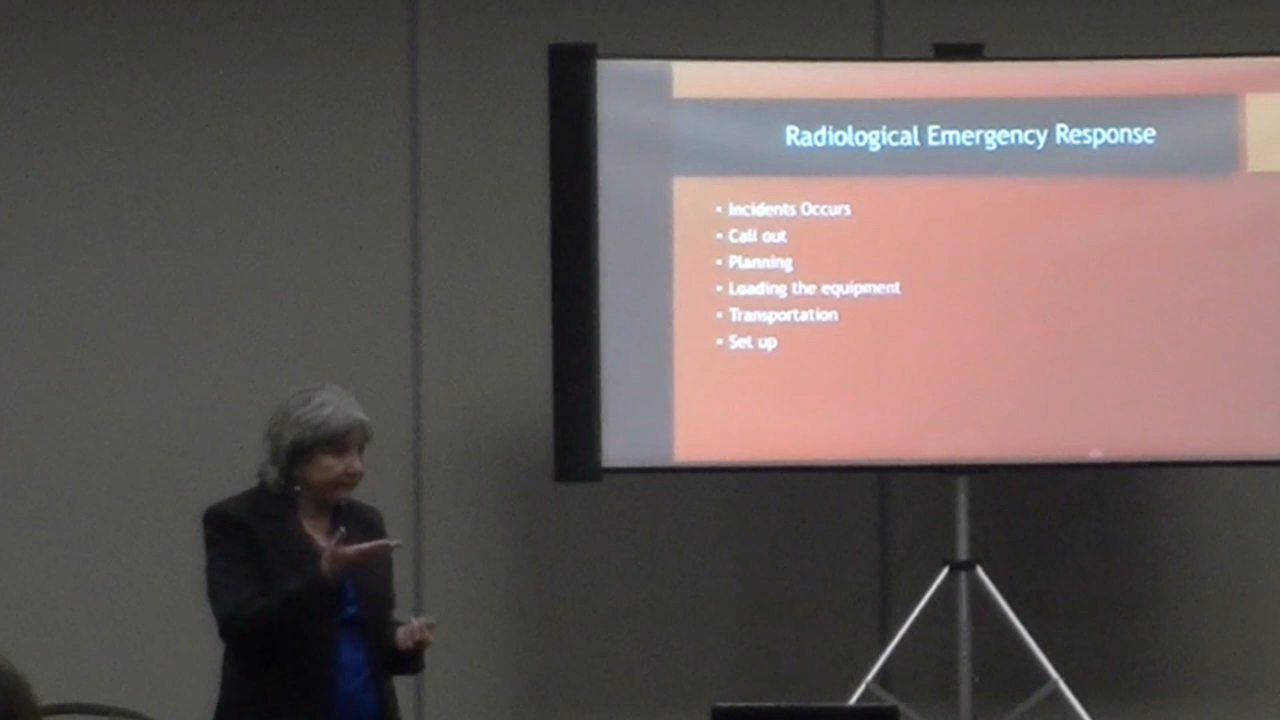 Radiological Emergency Response
• Incidents Occurs
• Call out
• Planning
• Loading the equipment
• Transportation
• Set up